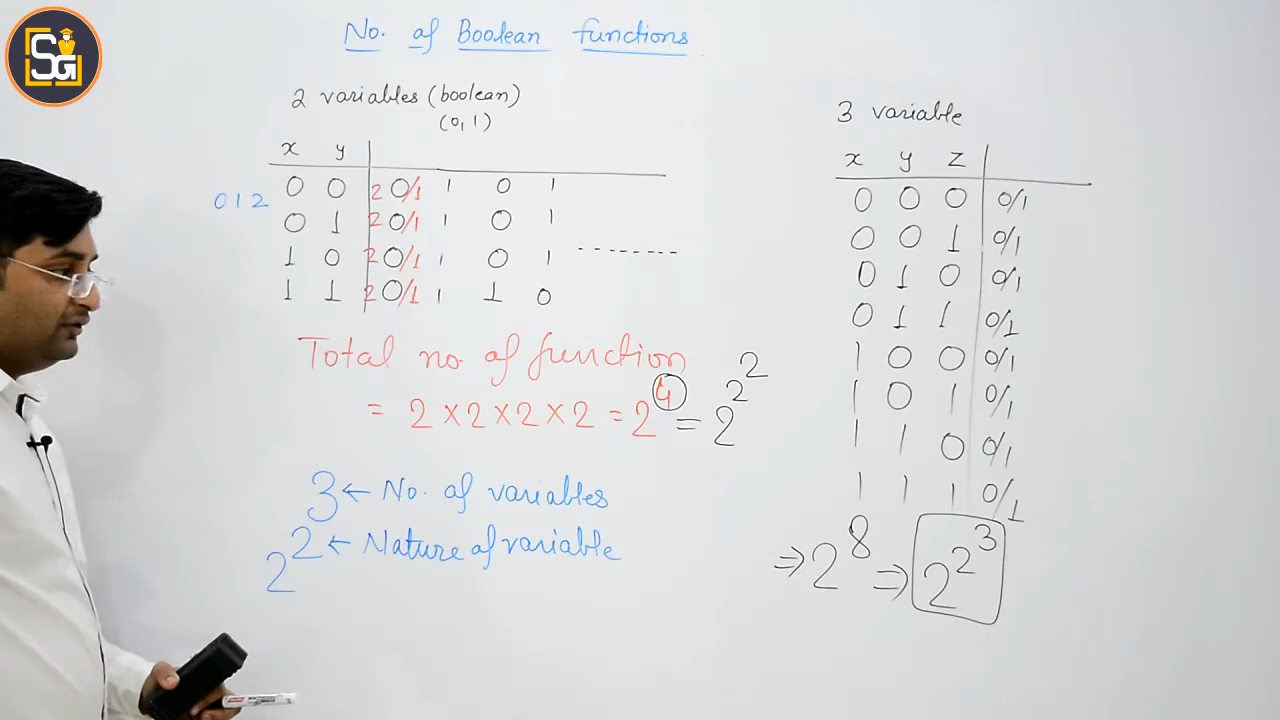 SG
No. of Boolean functions
2 variables (boolean)
(0,1)
x y
0 0 2 0/1 1 0 1
0 1 2 0/1 1 0 1
1 0 2 0/1 1 0 1
1 1 2 0/1 1 1 0
0 1 2
Total no. of function
= 2 × 2 × 2 × 2 = 2^4 = 2^2^2
3 ← No. of variables
2^2 ← Nature of variable
3 variable
x y z
0 0 0 0/1
0 0 1 0/1
0 1 0 0/1
0 1 1 0/1
1 0 0 0/1
1 0 1 0/1
1 1 0 0/1
1 1 1 0/1
⇒ 2^8 ⇒ 2^2^3